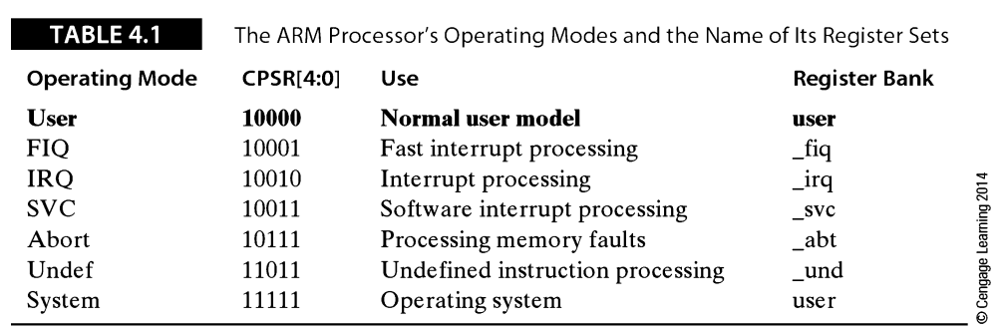 TABLE 4.1 The ARM Processor's Operating Modes and the Name of Its Register Sets
Operating Mode CPSR[4:0] Use Register Bank
User 10000 Normal user model user
FIQ 10001 Fast interrupt processing _fiq
IRQ 10010 Interrupt processing _irq
SVC 10011 Software interrupt processing _svc
Abort 10111 Processing memory faults _abt
Undef 11011 Undefined instruction processing _und
System 11111 Operating system user
© Cengage Learning 2014